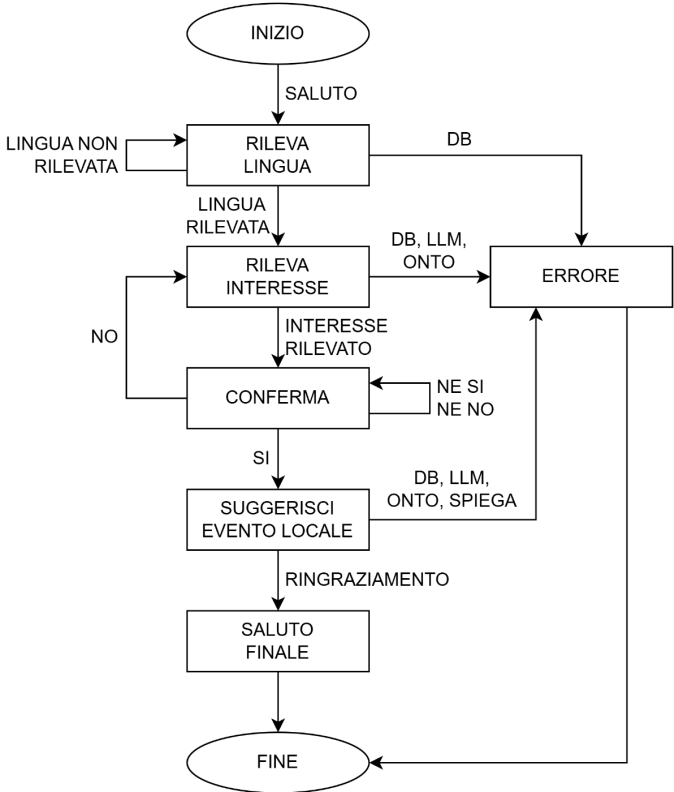 INIZIO
SALUTO
LINGUA NON
RILEVATA
RILEVA
LINGUA
DB
LINGUA
RILEVATA
RILEVA
INTERESSE
DB, LLM,
ONTO
ERRORE
NO
INTERESSE
RILEVATO
CONFERMA
NE SI
NE NO
SI
SUGGERISCI
EVENTO LOCALE
DB, LLM,
ONTO, SPIEGA
RINGRAZIAMENTO
SALUTO
FINALE
FINE